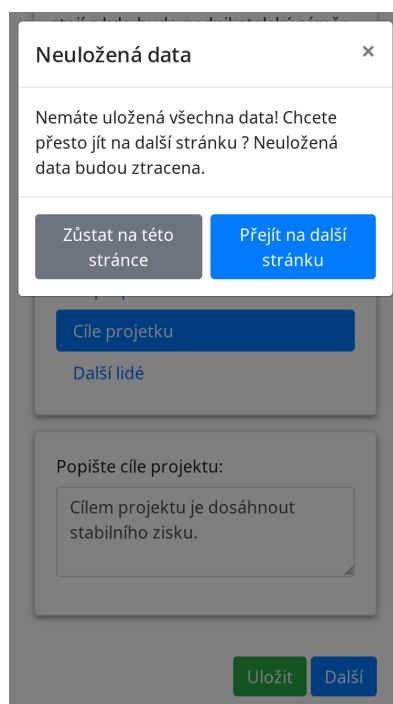 Neuložená data
×
Nemáte uložená všechna data! Chcete
přesto jít na další stránku ? Neuložená
data budou ztracena.
Zůstat na této
stránce
Přejít na další
stránku
Cíle projetku
Další lidé
Popište cíle projektu:
Cílem projektu je dosáhnout
stabilního zisku.
Uložit
Další